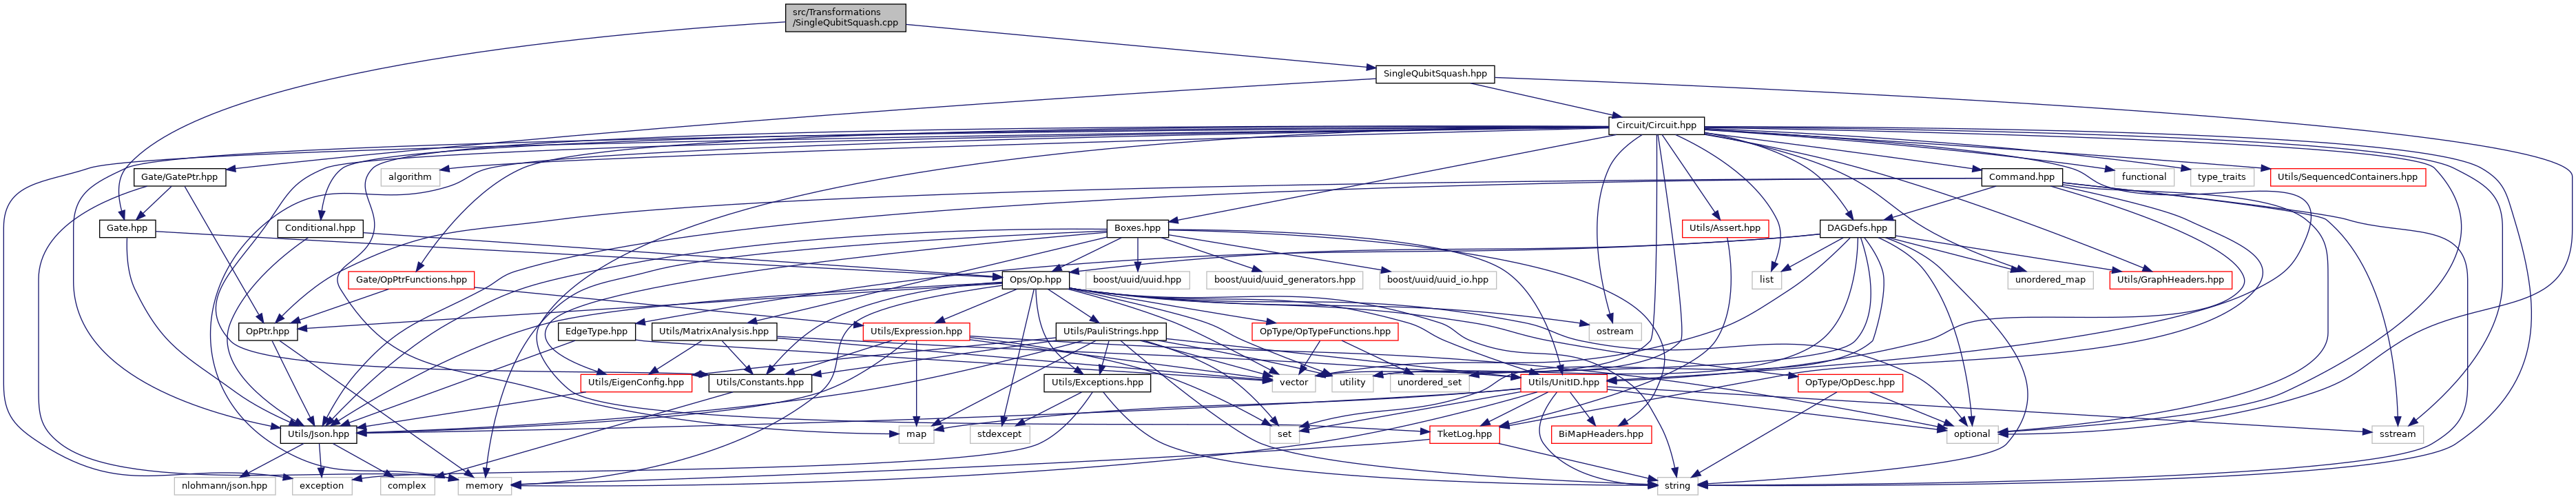 src/Transformations
/SingleQubitSquash.cpp
SingleQubitSquash.hpp
Circuit/Circuit.hpp
Gate/GatePtr.hpp
algorithm
Command.hpp
functional
type_traits
Utils/SequencedContainers.hpp
Gate.hpp
Conditional.hpp
Boxes.hpp
Utils/Assert.hpp
DAGDefs.hpp
Gate/OpPtrFunctions.hpp
Ops/Op.hpp
boost/uuid/uuid.hpp
boost/uuid/uuid_generators.hpp
boost/uuid/uuid_io.hpp
list
unordered_map
Utils/GraphHeaders.hpp
OpPtr.hpp
EdgeType.hpp
Utils/MatrixAnalysis.hpp
Utils/Expression.hpp
Utils/PauliStrings.hpp
OpType/OpTypeFunctions.hpp
ostream
Utils/EigenConfig.hpp
Utils/Constants.hpp
Utils/Exceptions.hpp
vector
utility
unordered_set
Utils/UnitID.hpp
OpType/OpDesc.hpp
Utils/Json.hpp
map
stdexcept
set
TketLog.hpp
BiMapHeaders.hpp
optional
sstream
nlohmann/json.hpp
exception
complex
memory
string